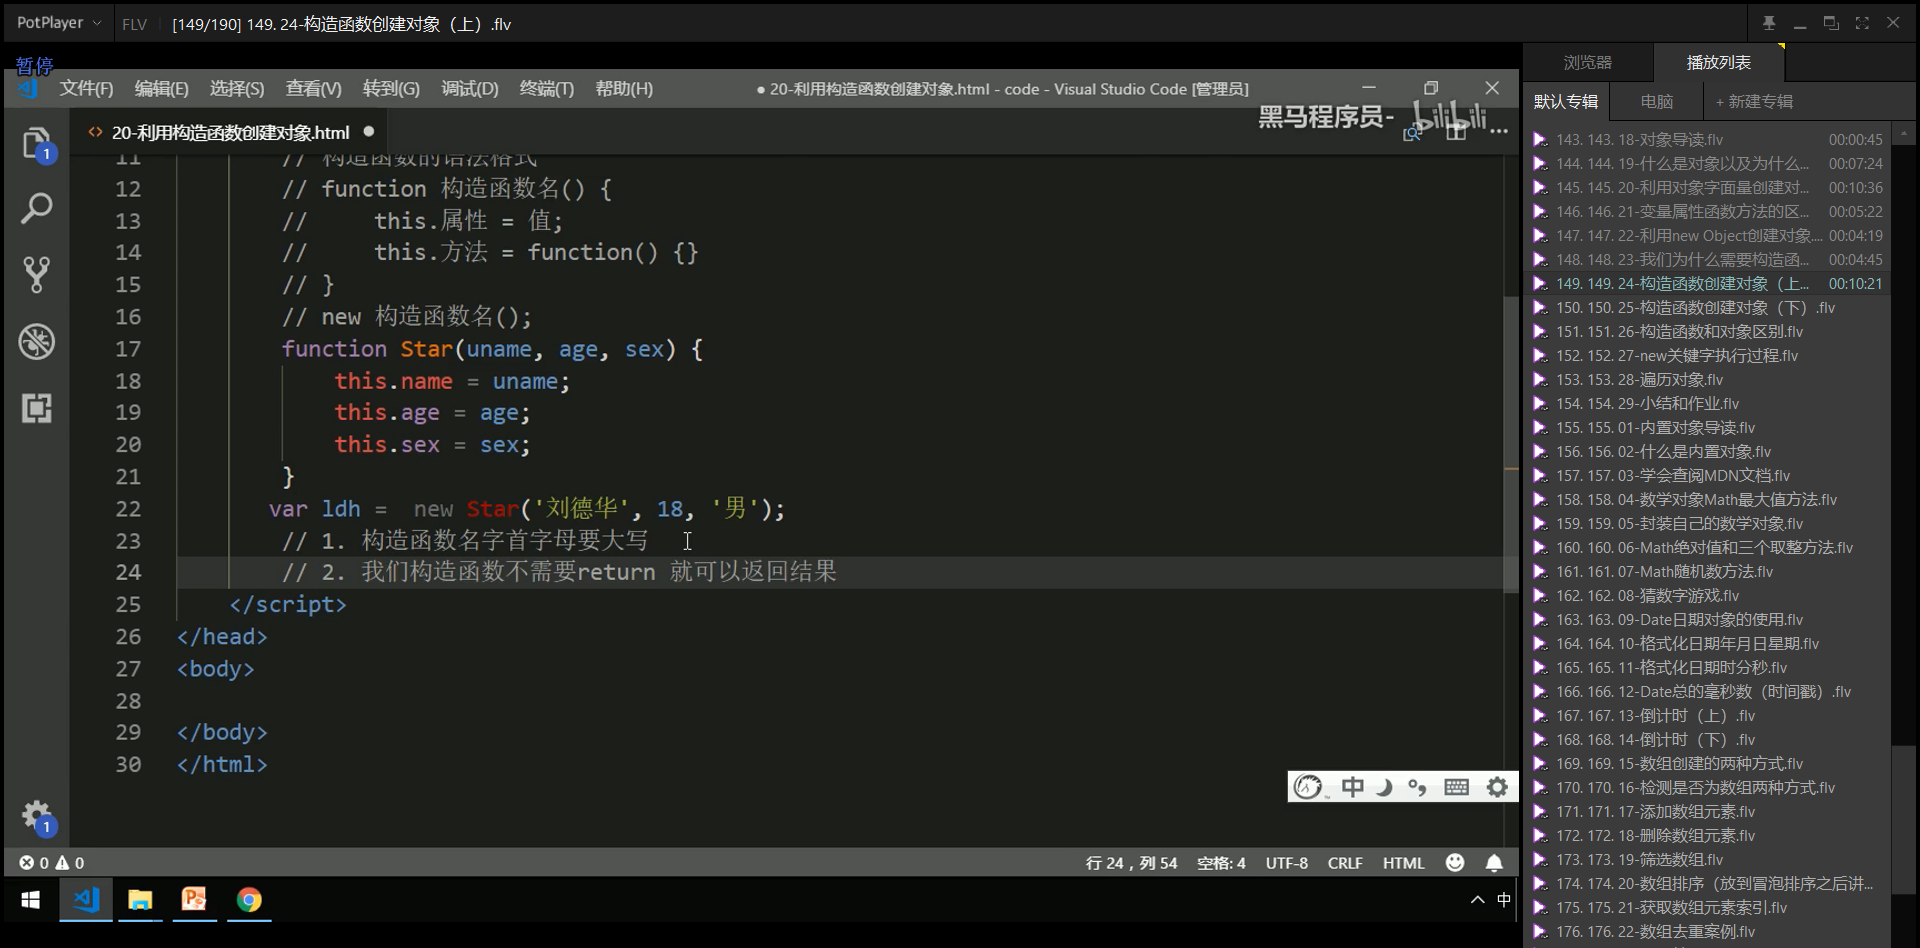 PotPlayer
FLV
[149/190] 149. 24-构造函数创建对象（上）.flv
暂停
文件(F) 编辑(E) 选择(S) 查看(V) 转到(G) 调试(D) 终端(T) 帮助(H)
● 20-利用构造函数创建对象.html - code - Visual Studio Code [管理员]
黑马程序员- bilibili
<> 20-利用构造函数创建对象.html ●
11 // 构造函数的语法格式
12 // function 构造函数名() {
13 //     this.属性 = 值;
14 //     this.方法 = function() {}
15 // }
16 // new 构造函数名();
17 function Star(uname, age, sex) {
18     this.name = uname;
19     this.age = age;
20     this.sex = sex;
21 }
22 var ldh =  new Star('刘德华', 18, '男');
23 // 1. 构造函数名字首字母要大写
24 // 2. 我们构造函数不需要return 就可以返回结果
25 </script>
26 </head>
27 <body>
28
29 </body>
30 </html>
1
1
中
0 0
行 24，列 54 空格: 4 UTF-8 CRLF HTML
中
浏览器 播放列表
默认专辑 电脑 + 新建专辑
143. 143. 18-对象导读.flv 00:00:45
144. 144. 19-什么是对象以及为什么... 00:07:24
145. 145. 20-利用对象字面量创建对... 00:10:36
146. 146. 21-变量属性函数方法的区... 00:05:22
147. 147. 22-利用new Object创建对象.... 00:04:19
148. 148. 23-我们为什么需要构造函... 00:04:45
149. 149. 24-构造函数创建对象（上... 00:10:21
150. 150. 25-构造函数创建对象（下）.flv
151. 151. 26-构造函数和对象区别.flv
152. 152. 27-new关键字执行过程.flv
153. 153. 28-遍历对象.flv
154. 154. 29-小结和作业.flv
155. 155. 01-内置对象导读.flv
156. 156. 02-什么是内置对象.flv
157. 157. 03-学会查阅MDN文档.flv
158. 158. 04-数学对象Math最大值方法.flv
159. 159. 05-封装自己的数学对象.flv
160. 160. 06-Math绝对值和三个取整方法.flv
161. 161. 07-Math随机数方法.flv
162. 162. 08-猜数字游戏.flv
163. 163. 09-Date日期对象的使用.flv
164. 164. 10-格式化日期年月日星期.flv
165. 165. 11-格式化日期时分秒.flv
166. 166. 12-Date总的毫秒数（时间戳）.flv
167. 167. 13-倒计时（上）.flv
168. 168. 14-倒计时（下）.flv
169. 169. 15-数组创建的两种方式.flv
170. 170. 16-检测是否为数组两种方式.flv
171. 171. 17-添加数组元素.flv
172. 172. 18-删除数组元素.flv
173. 173. 19-筛选数组.flv
174. 174. 20-数组排序（放到冒泡排序之后讲...
175. 175. 21-获取数组元素索引.flv
176. 176. 22-数组去重案例.flv